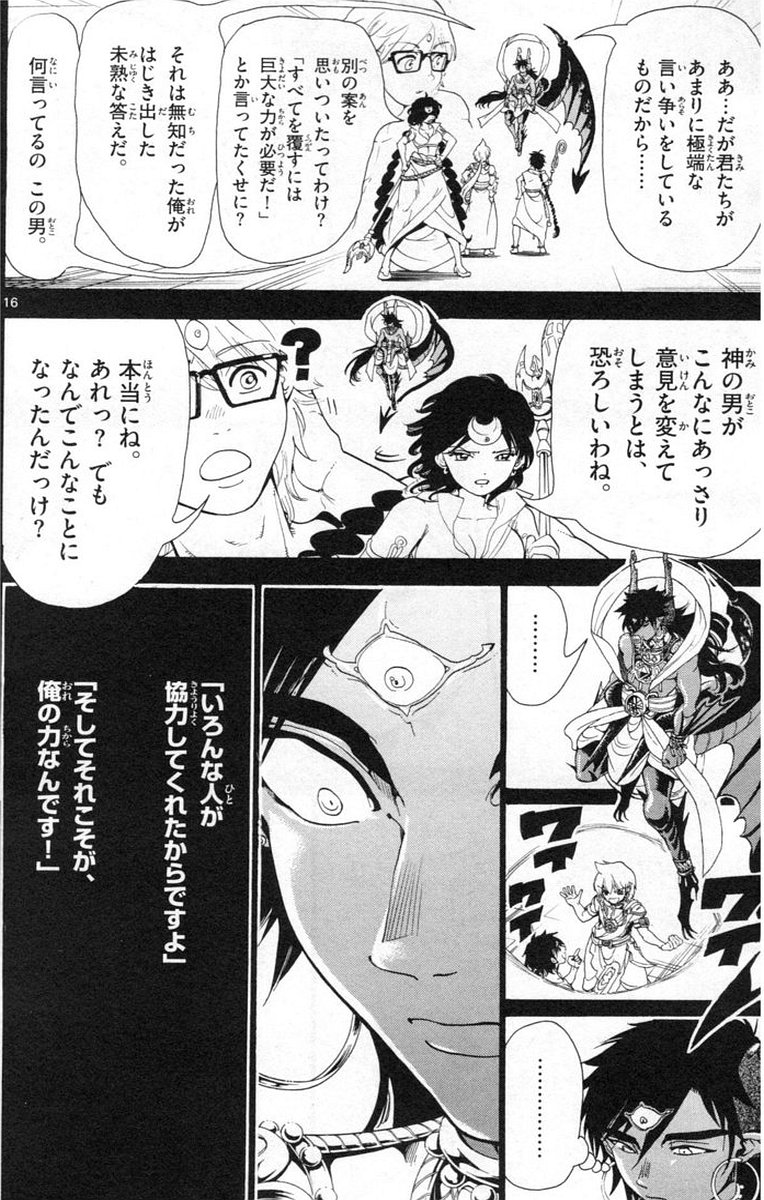 ああ…だが君たちが
あまりに極端な
言い争いをしている
ものだから……
別の案を
思いついたってわけ？
「すべてを覆すには
巨大な力が必要だ！」
とか言ってたくせに？
それは無知だった俺が
はじき出した
未熟な答えだ。
何言ってるの この男。
16
神の男が
こんなにあっさり
意見を変えて
しまうとは、
恐ろしいわね。
?
本当にね。
あれっ？ でも
なんでこんなことに
なったんだっけ？
……
ワイ
ワイ
……
「いろんな人が
協力してくれたからですよ」
「そしてそれこそが、
俺の力なんです！」